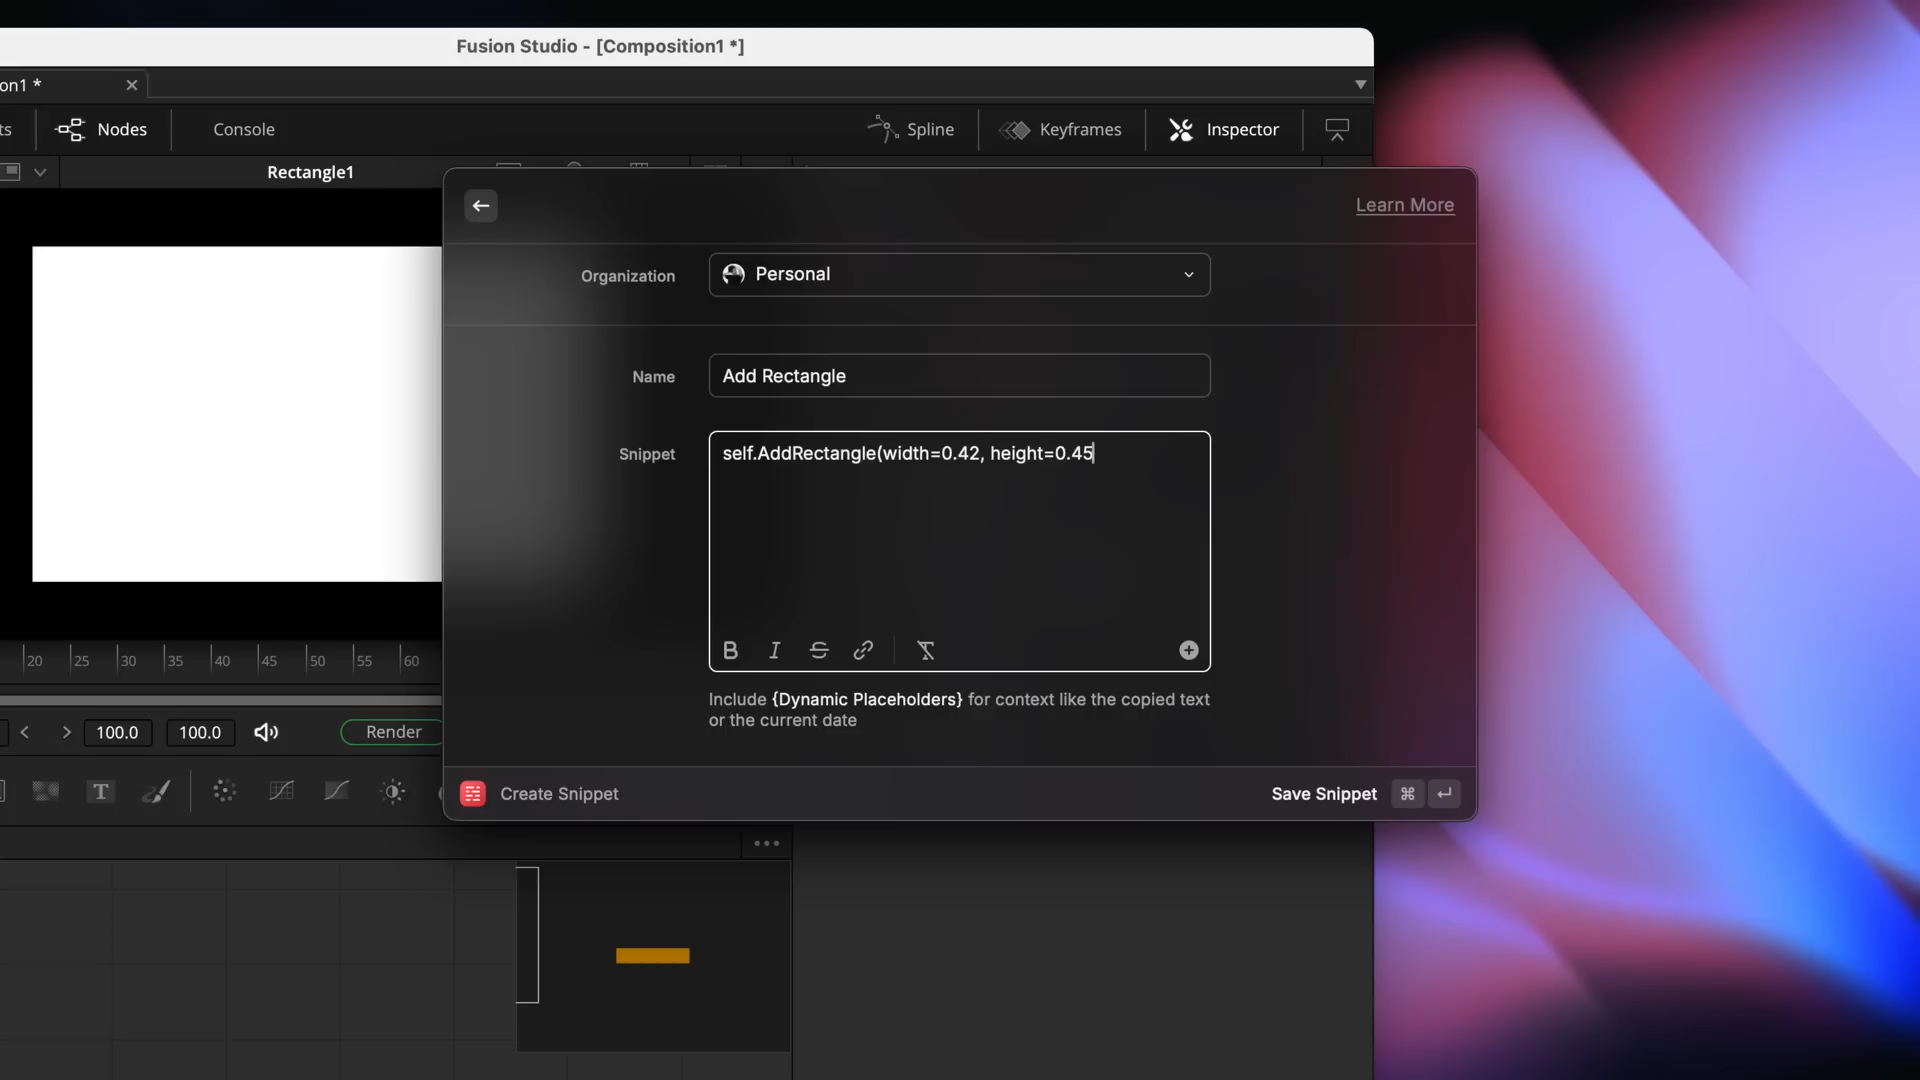 Fusion Studio - [Composition1 *]
on1 *
ts
Nodes
Console
Spline
Keyframes
Inspector
Rectangle1
Learn More
Organization
Personal
Name
Add Rectangle
Snippet
self.AddRectangle(width=0.42, height=0.45
B I S T
Include {Dynamic Placeholders} for context like the copied text
or the current date
20 25 30 35 40 45 50 55 60
100.0
100.0
Render
T
Create Snippet
Save Snippet ⌘ ↵